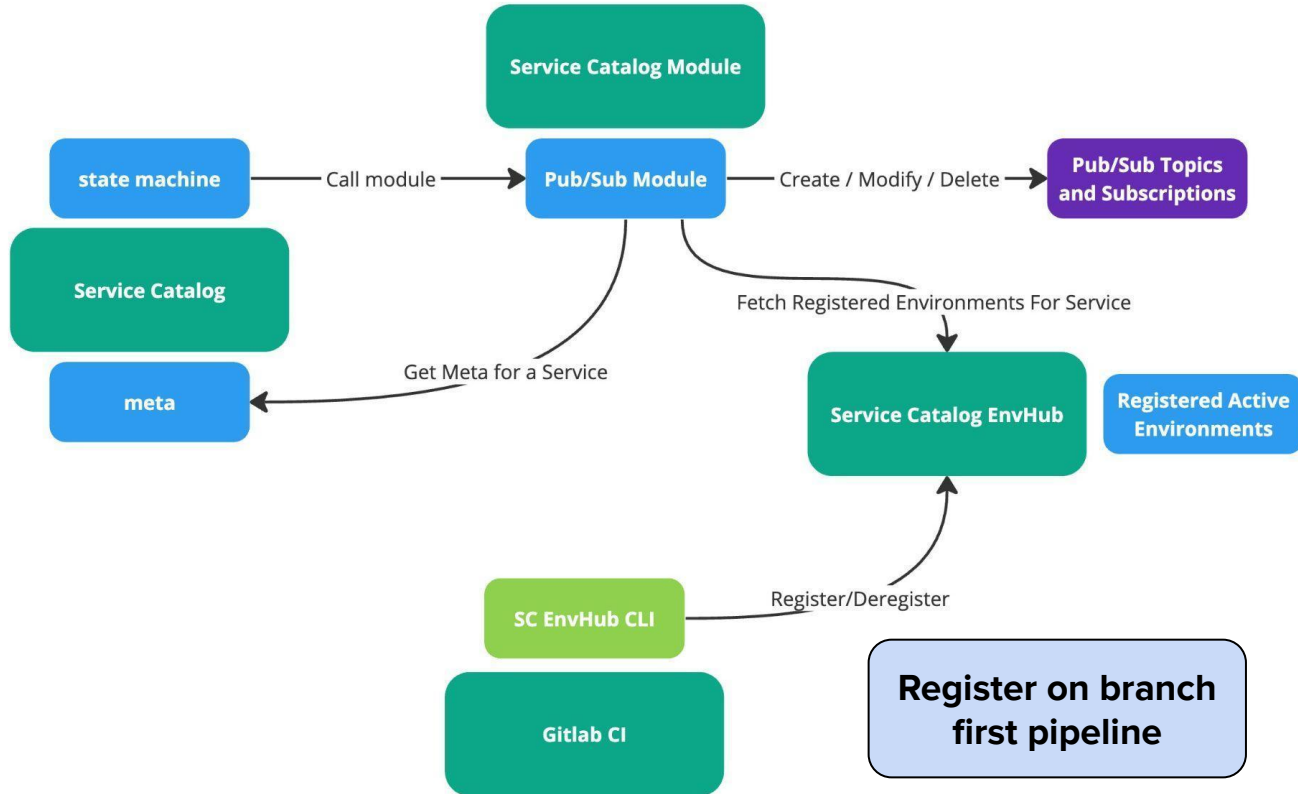 Service Catalog Module
state machine
Call module
Pub/Sub Module
Create / Modify / Delete
Pub/Sub Topics
and Subscriptions
Service Catalog
Fetch Registered Environments For Service
Get Meta for a Service
meta
Service Catalog EnvHub
Registered Active
Environments
SC EnvHub CLI
Register/Deregister
Gitlab CI
Register on branch
first pipeline